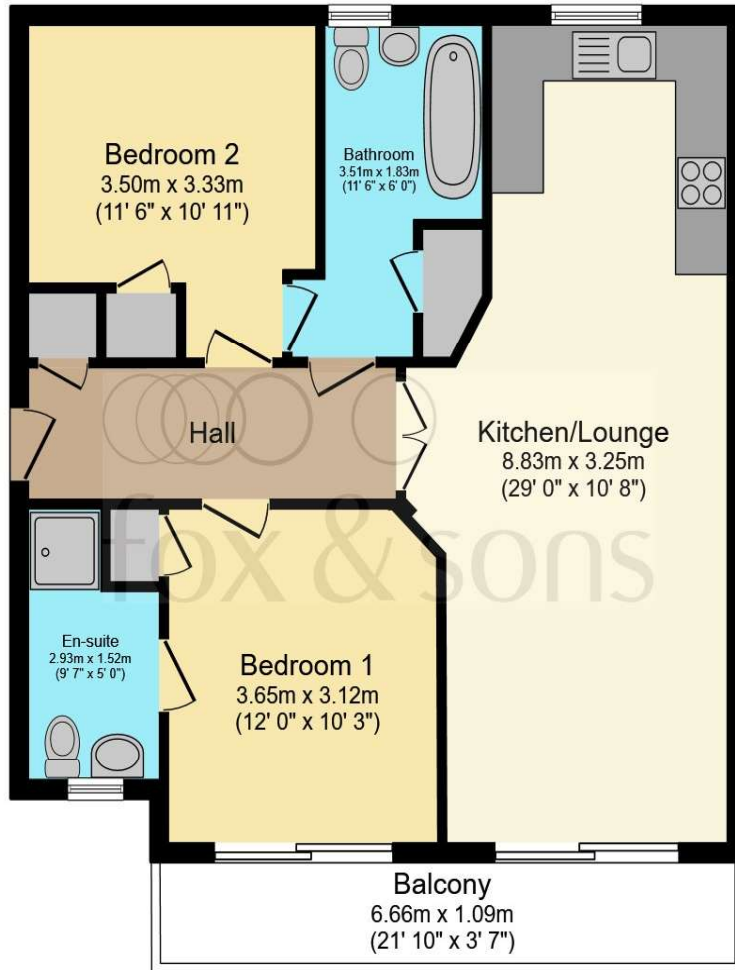 Bedroom 2
3.50m x 3.33m
(11' 6" x 10' 11")
Bathroom
3.51m x 1.83m
(11' 6" x 6' 0")
Hall
Kitchen/Lounge
8.83m x 3.25m
(29' 0" x 10' 8")
fox & sons
En-suite
2.93m x 1.52m
(9' 7" x 5' 0")
Bedroom 1
3.65m x 3.12m
(12' 0" x 10' 3")
Balcony
6.66m x 1.09m
(21' 10" x 3' 7")